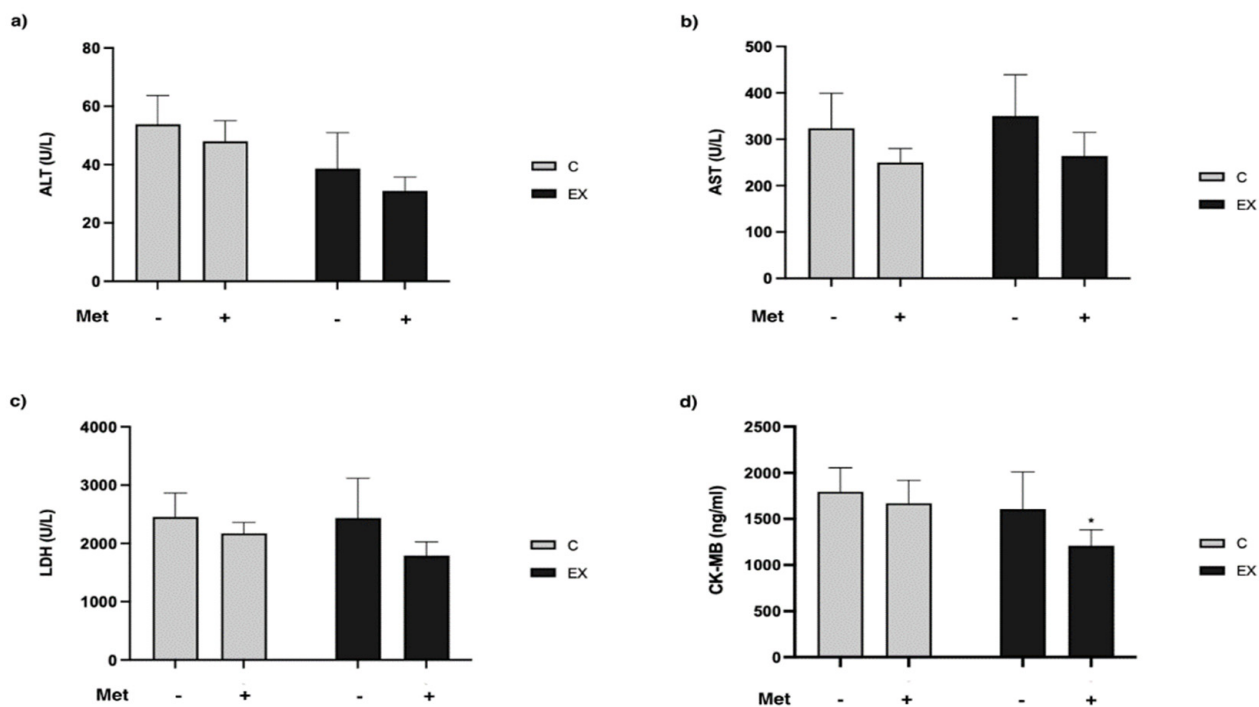 a)
80
60
40
20
0
ALT (U/L)
C
EX
Met - + - +
b)
500
400
300
200
100
0
AST (U/L)
C
EX
Met - + - +
c)
4000
3000
2000
1000
0
LDH (U/L)
C
EX
Met - + - +
d)
2500
2000
1500
1000
500
0
CK-MB (ng/ml)
*
C
EX
Met - + - +